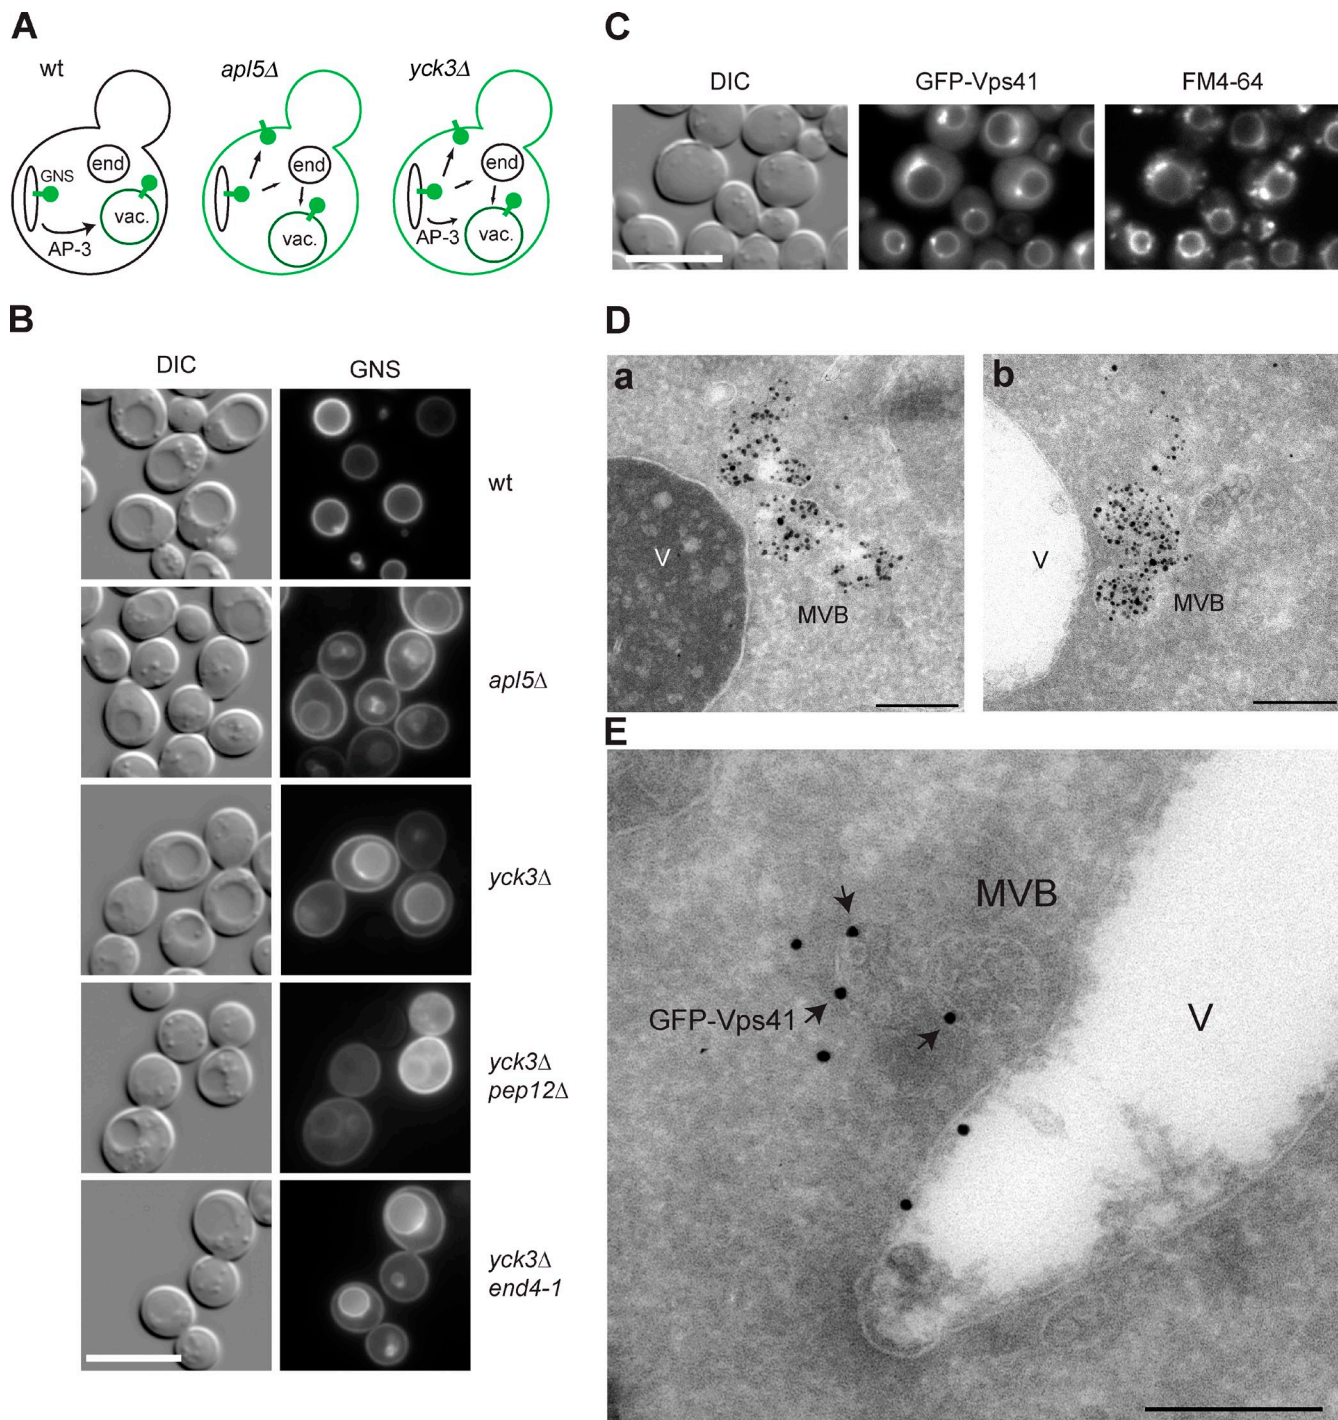 A
wt
apl5Δ
yck3Δ
GNS
end
vac.
AP-3
end
vac.
end
AP-3
vac.
B
DIC
GNS
wt
apl5Δ
yck3Δ
yck3Δ
pep12Δ
yck3Δ
end4-1
C
DIC
GFP-Vps41
FM4-64
D
a
V
MVB
b
V
MVB
E
MVB
GFP-Vps41
V